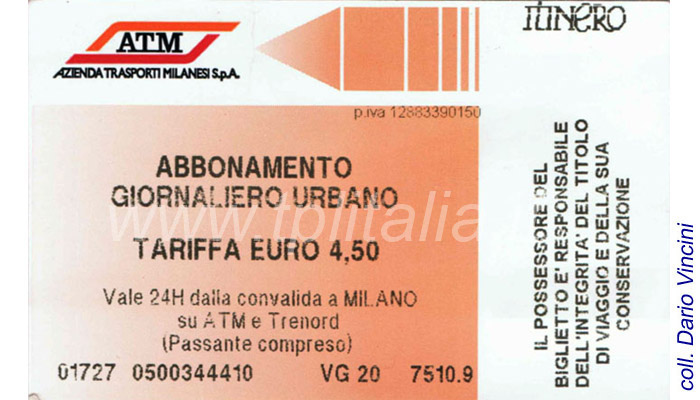 ATM
AZIENDA TRASPORTI MILANESI S.p.A.
ITINERO
p.iva 12883390150
ABBONAMENTO
GIORNALIERO URBANO
www.tplitalia
TARIFFA EURO 4,50
Vale 24H dalla convalida a MILANO
su ATM e Trenord
(Passante compreso)
01727 0500344410 VG 20 7510.9
IL POSSESSORE DEL
BIGLIETTO E' RESPONSABILE
DELL'INTEGRITA' DEL TITOLO
DI VIAGGIO E DELLA SUA
CONSERVAZIONE
coll. Dario Vincini